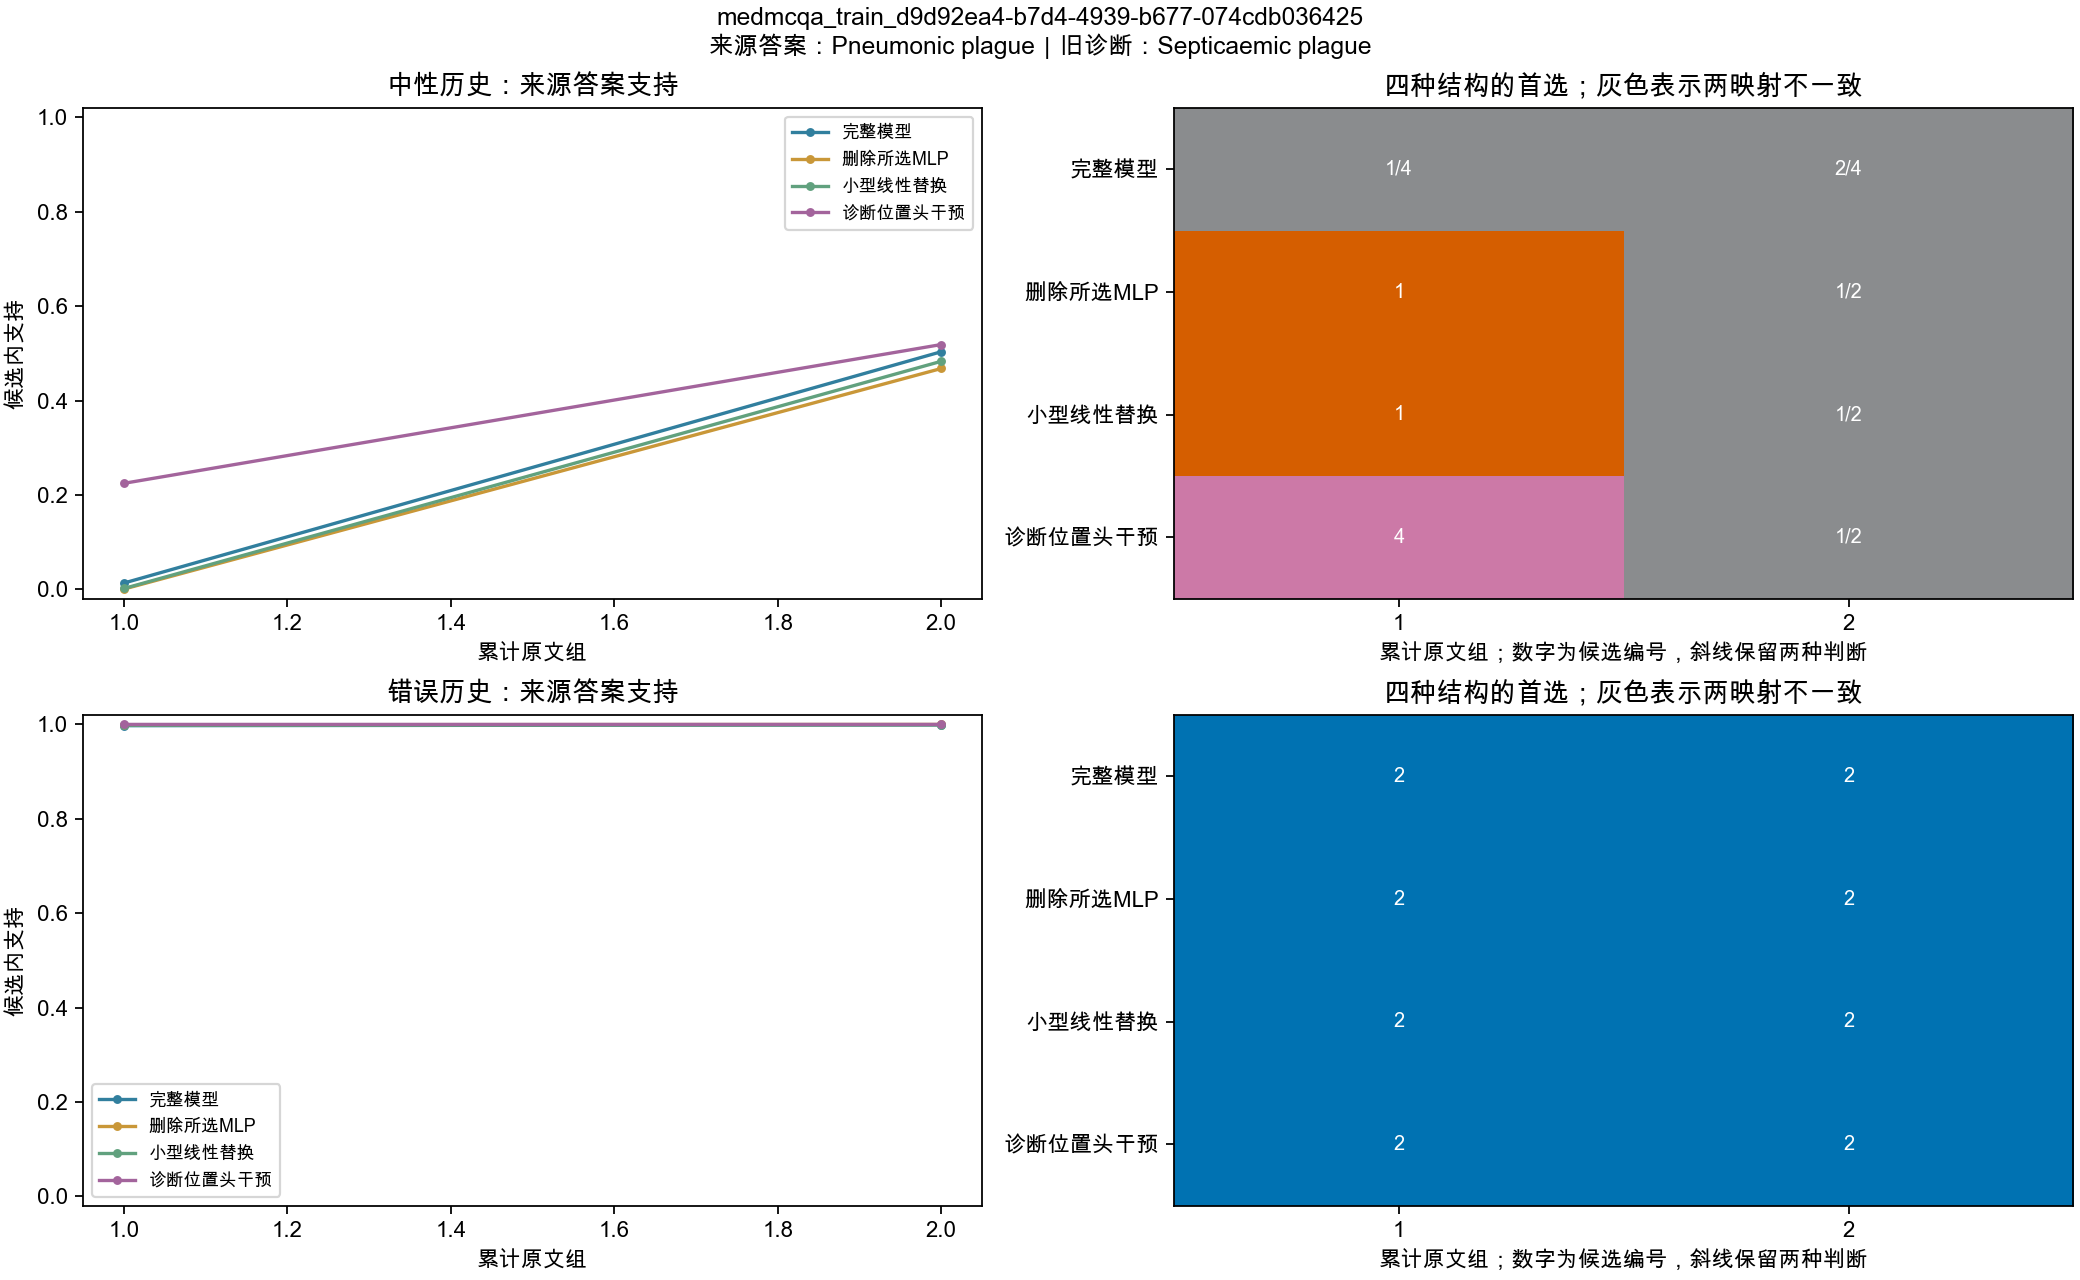 medmcqa_train_d9d92ea4-b7d4-4939-b677-074cdb036425
来源答案：Pneumonic plague | 旧诊断：Septicaemic plague
中性历史：来源答案支持
1.0
0.8
0.6
0.4
0.2
0.0
候选内支持
完整模型
删除所选MLP
小型线性替换
诊断位置头干预
1.0 1.2 1.4 1.6 1.8 2.0
累计原文组
四种结构的首选；灰色表示两映射不一致
完整模型 1/4 2/4
删除所选MLP 1 1/2
小型线性替换 1 1/2
诊断位置头干预 4 1/2
1 2
累计原文组；数字为候选编号，斜线保留两种判断
错误历史：来源答案支持
1.0
0.8
0.6
0.4
0.2
0.0
候选内支持
完整模型
删除所选MLP
小型线性替换
诊断位置头干预
1.0 1.2 1.4 1.6 1.8 2.0
累计原文组
四种结构的首选；灰色表示两映射不一致
完整模型 2 2
删除所选MLP 2 2
小型线性替换 2 2
诊断位置头干预 2 2
1 2
累计原文组；数字为候选编号，斜线保留两种判断